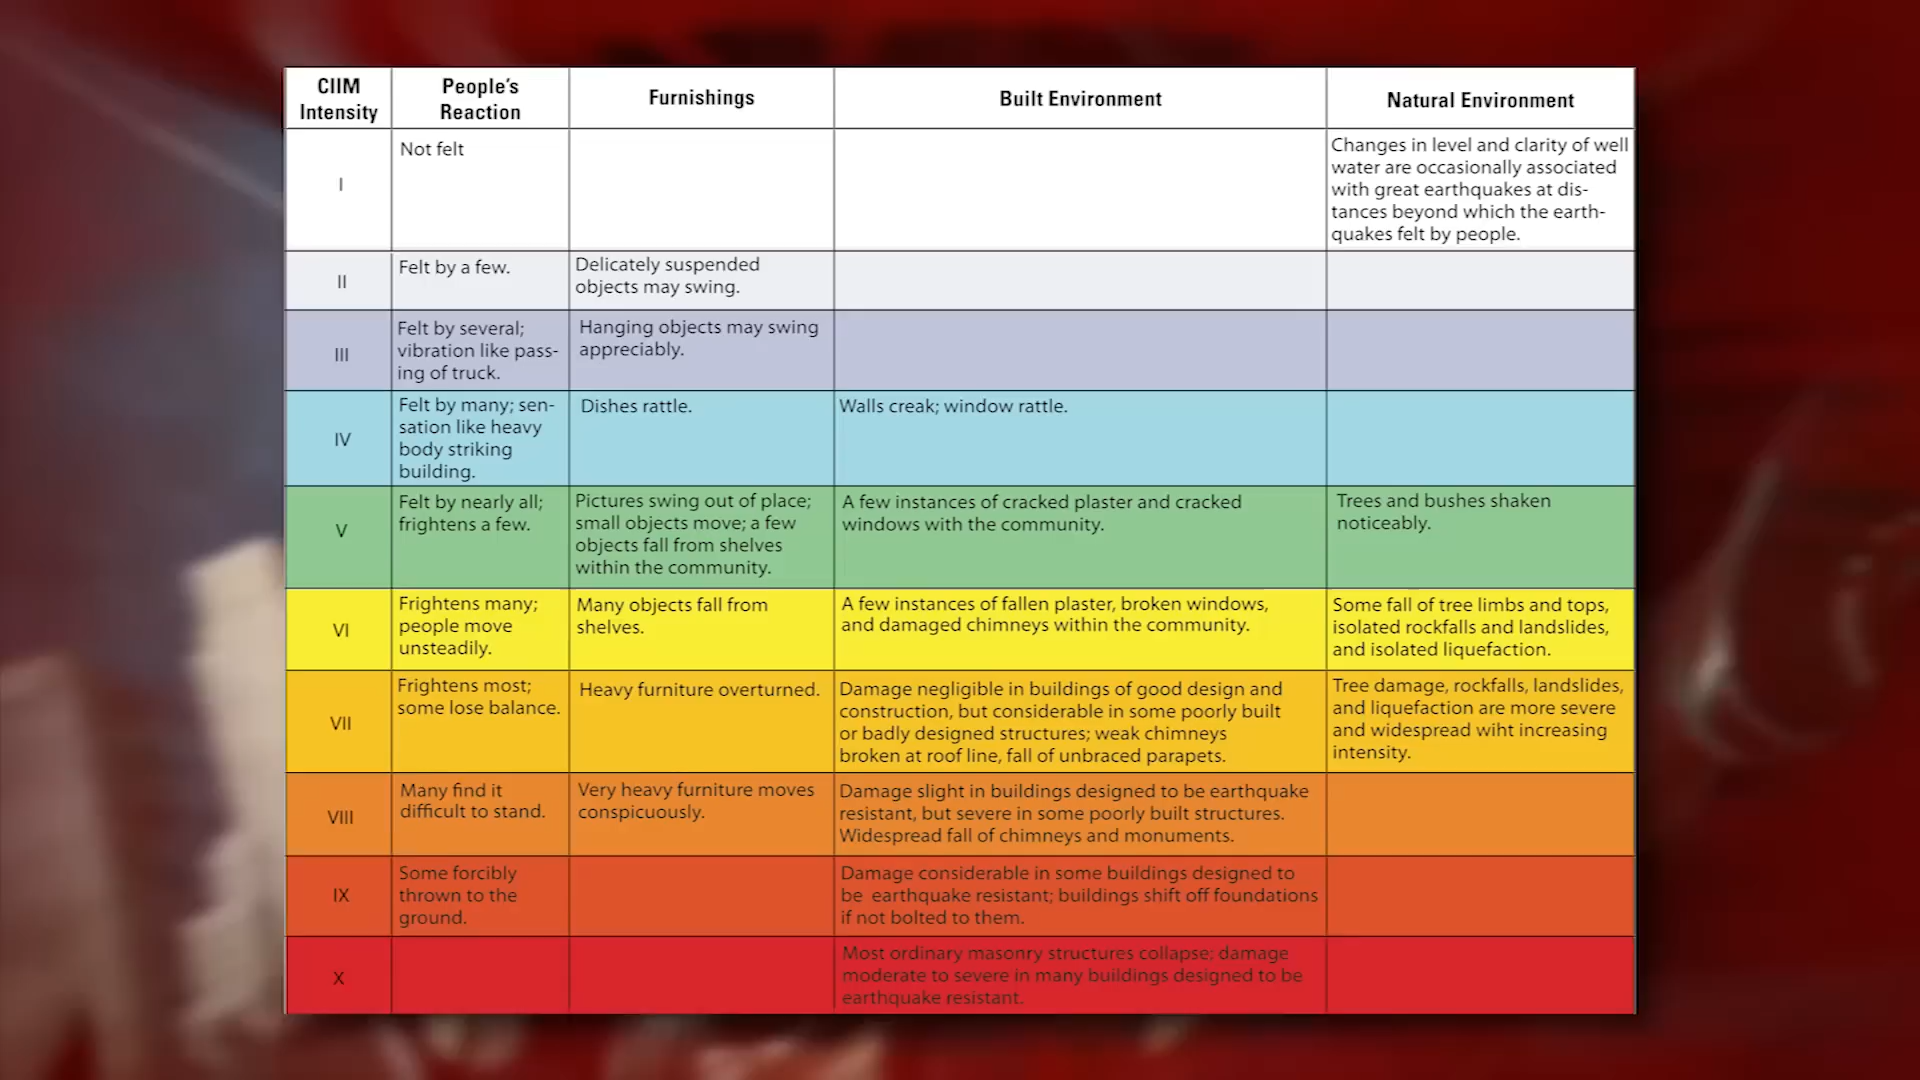 CIIM
Intensity
People's
Reaction
Furnishings
Built Environment
Natural Environment
I
Not felt
Changes in level and clarity of well
water are occasionally associated
with great earthquakes at dis-
tances beyond which the earth-
quakes felt by people.
II
Felt by a few.
Delicately suspended
objects may swing.
III
Felt by several;
vibration like pass-
ing of truck.
Hanging objects may swing
appreciably.
IV
Felt by many; sen-
sation like heavy
body striking
building.
Dishes rattle.
Walls creak; window rattle.
V
Felt by nearly all;
frightens a few.
Pictures swing out of place;
small objects move; a few
objects fall from shelves
within the community.
A few instances of cracked plaster and cracked
windows with the community.
Trees and bushes shaken
noticeably.
VI
Frightens many;
people move
unsteadily.
Many objects fall from
shelves.
A few instances of fallen plaster, broken windows,
and damaged chimneys within the community.
Some fall of tree limbs and tops,
isolated rockfalls and landslides,
and isolated liquefaction.
VII
Frightens most;
some lose balance.
Heavy furniture overturned.
Damage negligible in buildings of good design and
construction, but considerable in some poorly built
or badly designed structures; weak chimneys
broken at roof line, fall of unbraced parapets.
Tree damage, rockfalls, landslides,
and liquefaction are more severe
and widespread wiht increasing
intensity.
VIII
Many find it
difficult to stand.
Very heavy furniture moves
conspicuously.
Damage slight in buildings designed to be earthquake
resistant, but severe in some poorly built structures.
Widespread fall of chimneys and monuments.
IX
Some forcibly
thrown to the
ground.
Damage considerable in some buildings designed to
be earthquake resistant; buildings shift off foundations
if not bolted to them.
X
Most ordinary masonry structures collapse; damage
moderate to severe in many buildings designed to be
earthquake resistant.